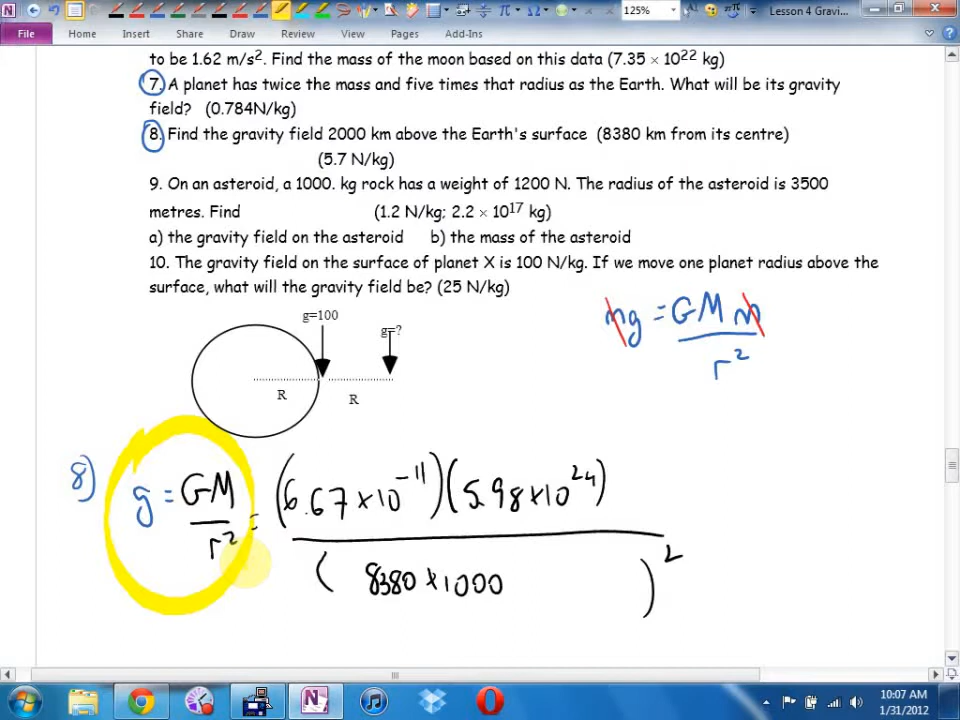 125%
Lesson 4 Gravi
File Home Insert Share Draw Review View Pages Add-Ins
to be 1.62 m/s². Find the mass of the moon based on this data (7.35 × 10²² kg)
7. A planet has twice the mass and five times that radius as the Earth. What will be its gravity
field? (0.784N/kg)
8. Find the gravity field 2000 km above the Earth's surface (8380 km from its centre)
(5.7 N/kg)
9. On an asteroid, a 1000. kg rock has a weight of 1200 N. The radius of the asteroid is 3500
metres. Find (1.2 N/kg; 2.2 × 10¹⁷ kg)
a) the gravity field on the asteroid b) the mass of the asteroid
10. The gravity field on the surface of planet X is 100 N/kg. If we move one planet radius above the
surface, what will the gravity field be? (25 N/kg)
g=100
g=?
R
R
mg = GMm
r²
8) g = GM = (6.67×10⁻¹¹)(5.98×10²⁴)
r²
(8380×1000)²
10:07 AM
1/31/2012